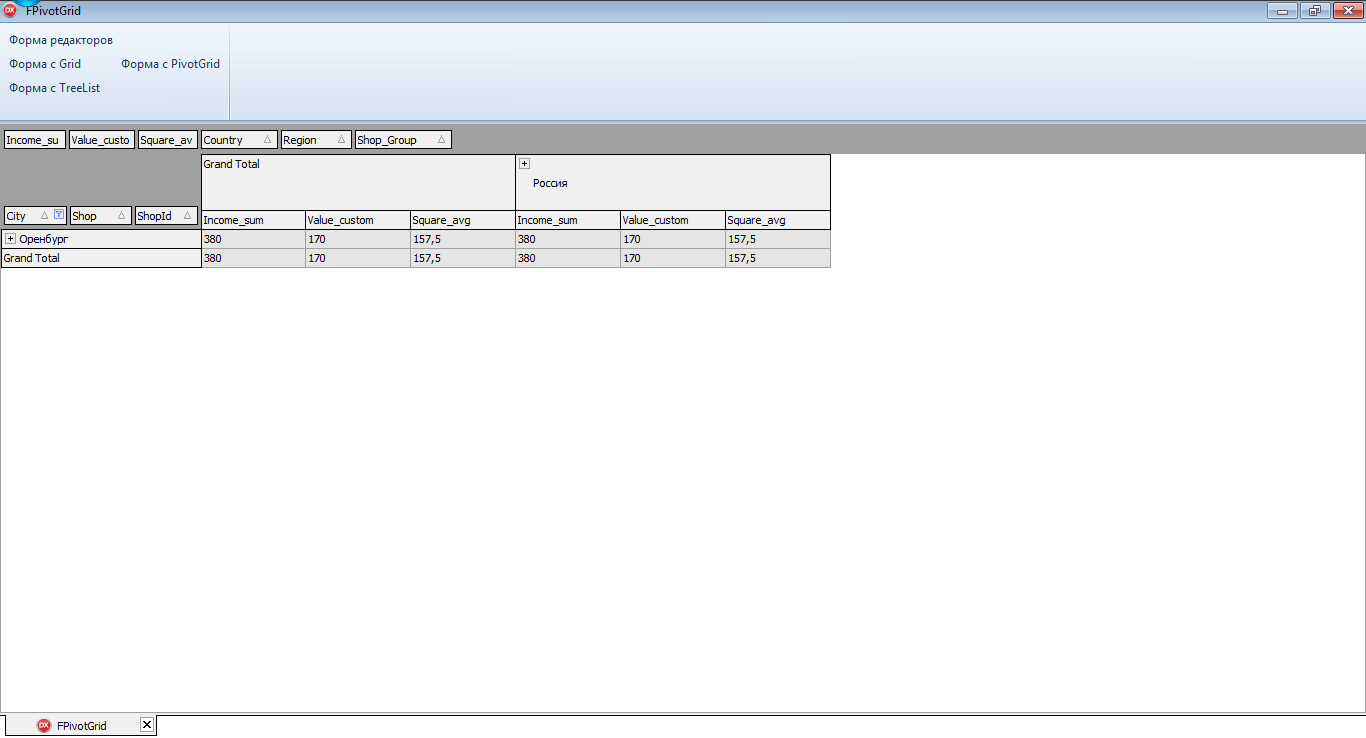 FPivotGrid
Форма редакторов
Форма с Grid Форма с PivotGrid
Форма с TreeList
Income_su Value_custo Square_av Country Region Shop_Group
Grand Total
Россия
City Shop ShopId Income_sum Value_custom Square_avg Income_sum Value_custom Square_avg
Оренбург 380 170 157,5 380 170 157,5
Grand Total 380 170 157,5 380 170 157,5
DX FPivotGrid